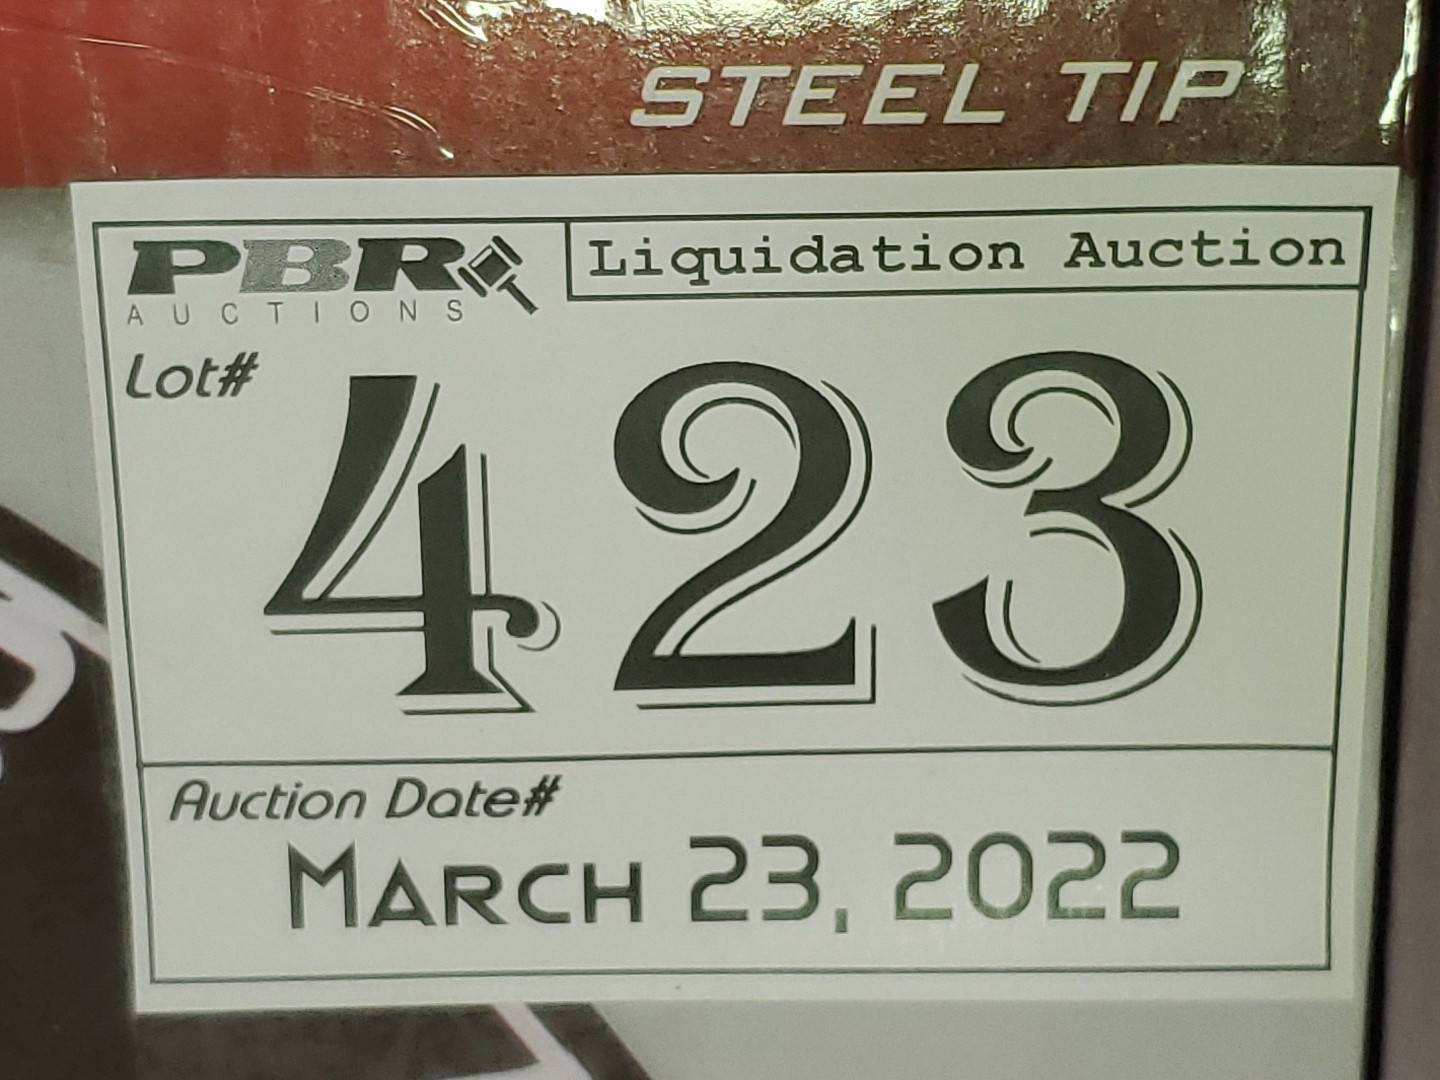 STEEL TIP
PBR
AUCTIONS
Liquidation Auction
Lot#
423
Auction Date#
MARCH 23, 2022